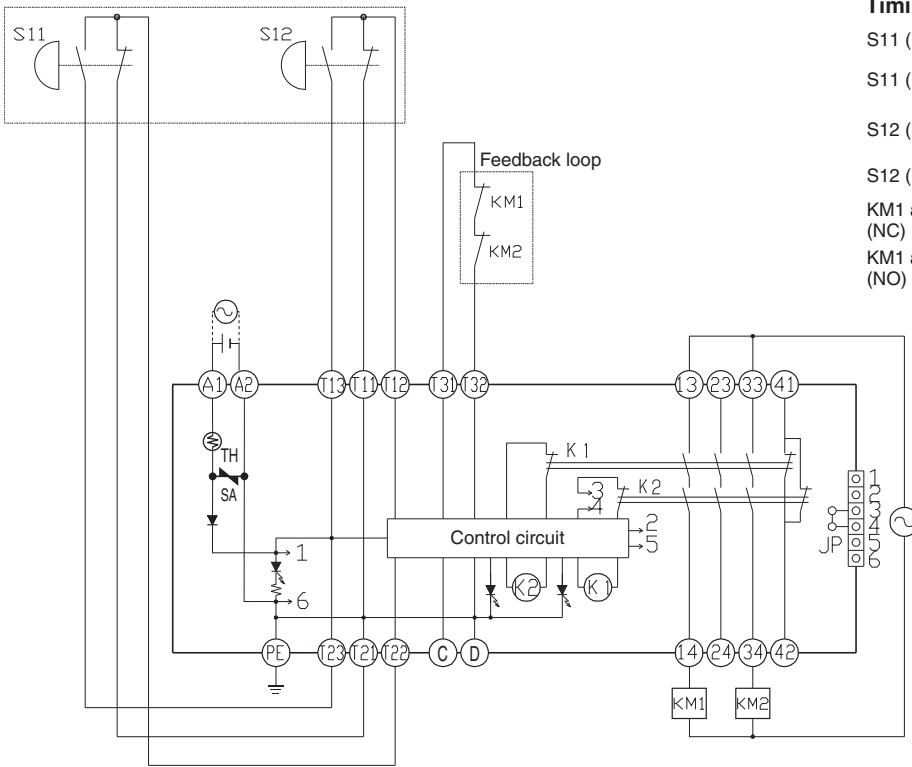 Timi
S11 (
S11 (
S12 (
S12 (
KM1 a
(NC)
KM1 a
(NO)
S11
S12
Feedback loop
KM1
KM2
A1 A2 T13 T11 T12 T31 T32 13 23 33 41
TH
SA
K1
K2
3
4
Control circuit
2
5
1
6
K2
K1
JP
1
2
3
4
5
6
PE T23 T21 T22 C D 14 24 34 42
KM1
KM2